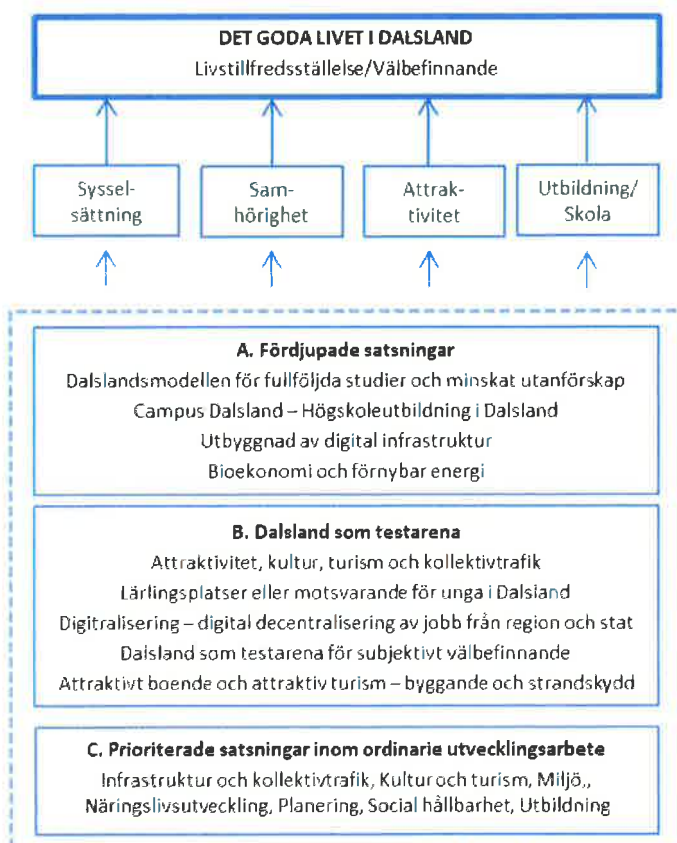 DET GODA LIVET I DALSLAND
Livstillfredsställelse/Välbefinnande
Syssel-
sättning
Sam-
hörighet
Attrak-
tivitet
Utbildning/
Skola
A. Fördjupade satsningar
Dalslandsmodellen för fullföljda studier och minskat utanförskap
Campus Dalsland – Högskoleutbildning i Dalsland
Utbyggnad av digital infrastruktur
Bioekonomi och förnybar energi
B. Dalsland som testarena
Attraktivitet, kultur, turism och kollektivtrafik
Lärlingsplatser eller motsvarande för unga i Dalsland
Digitralisering – digital decentralisering av jobb från region och stat
Dalsland som testarena för subjektivt välbefinnande
Attraktivt boende och attraktiv turism – byggande och strandskydd
C. Prioriterade satsningar inom ordinarie utvecklingsarbete
Infrastruktur och kollektivtrafik, Kultur och turism, Miljö,,
Näringslivsutveckling, Planering, Social hållbarhet, Utbildning